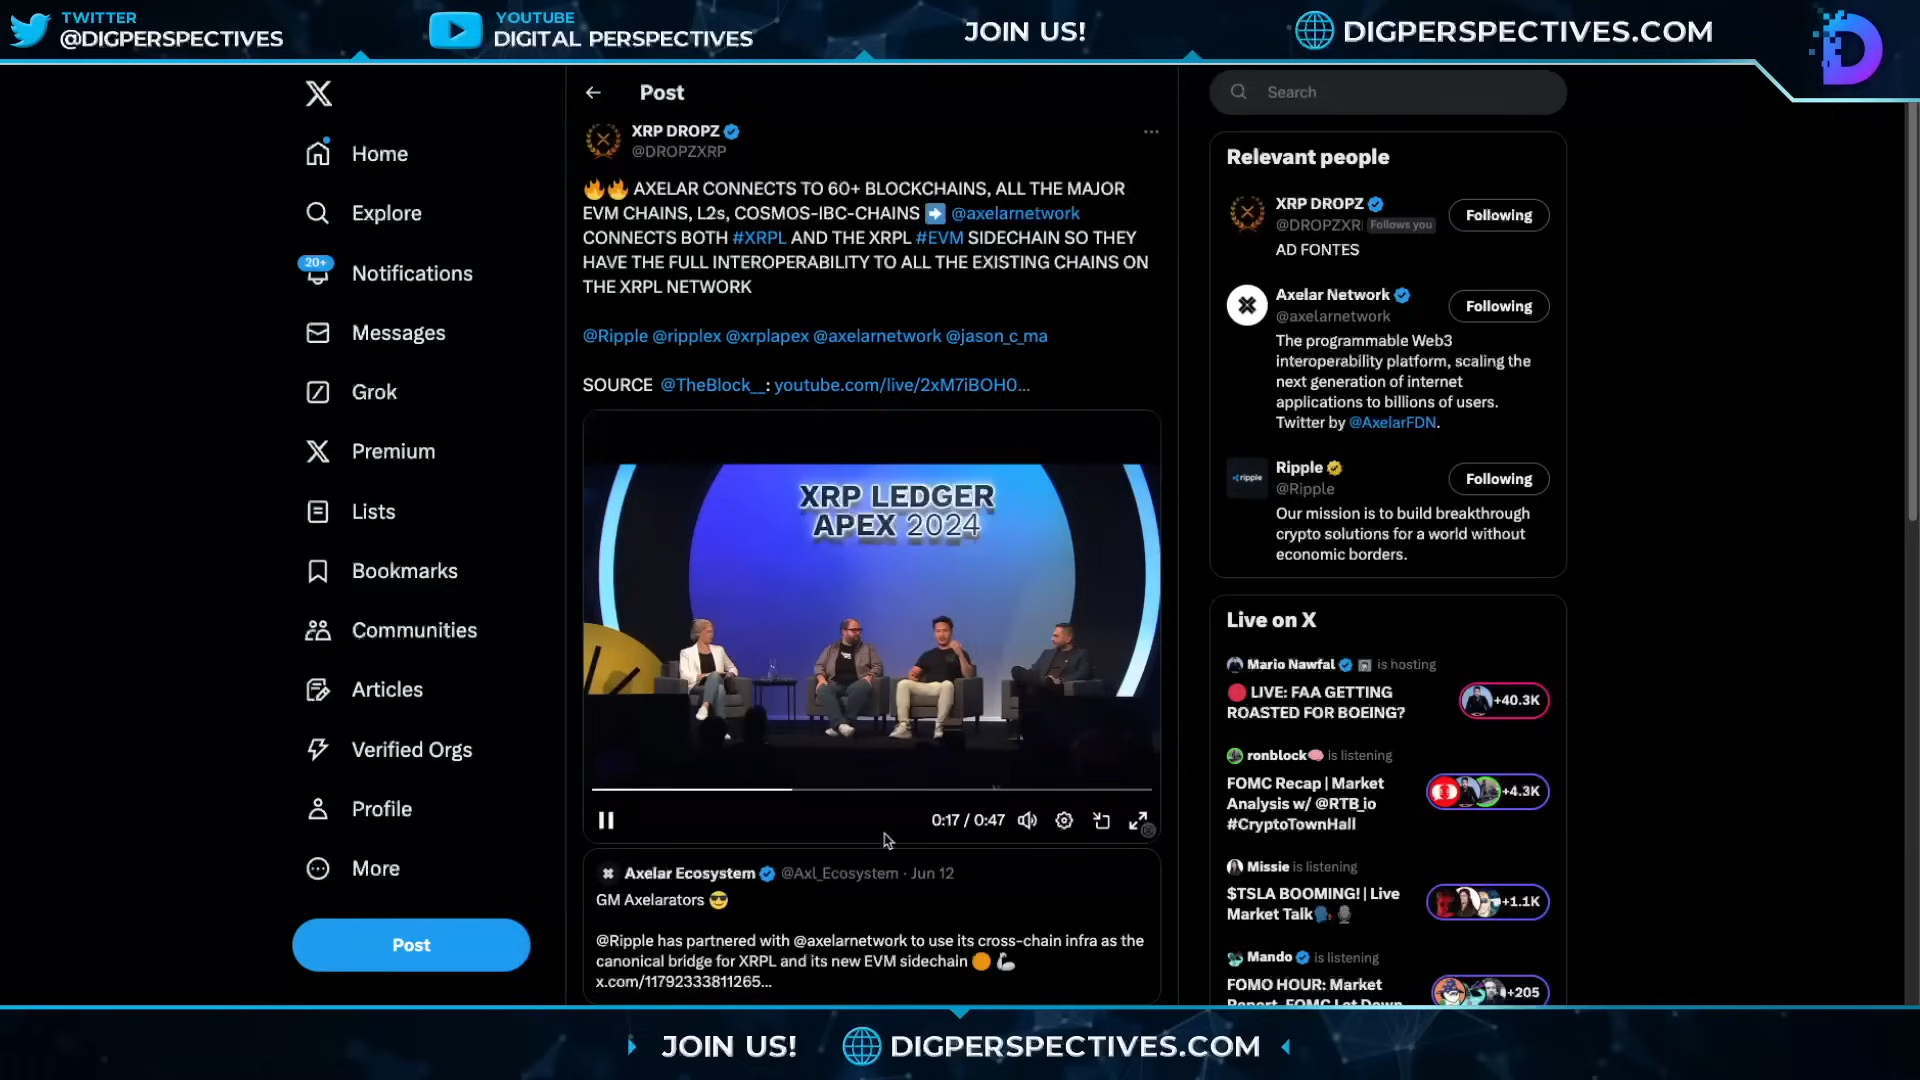 TWITTER
@DIGPERSPECTIVES
YOUTUBE
DIGITAL PERSPECTIVES
JOIN US!
DIGPERSPECTIVES.COM
Home
Explore
20+
Notifications
Messages
Grok
Premium
Lists
Bookmarks
Communities
Articles
Verified Orgs
Profile
More
Post
Post
XRP DROPZ
@DROPZXRP
🔥🔥 AXELAR CONNECTS TO 60+ BLOCKCHAINS, ALL THE MAJOR
EVM CHAINS, L2s, COSMOS-IBC-CHAINS ➡️ @axelarnetwork
CONNECTS BOTH #XRPL AND THE XRPL #EVM SIDECHAIN SO THEY
HAVE THE FULL INTEROPERABILITY TO ALL THE EXISTING CHAINS ON
THE XRPL NETWORK
@Ripple @ripplex @xrplapex @axelarnetwork @jason_c_ma
SOURCE @TheBlock__: youtube.com/live/2xM7iBOH0...
XRP LEDGER
APEX 2024
0:17 / 0:47
Axelar Ecosystem @Axl_Ecosystem · Jun 12
GM Axelarators 😎
@Ripple has partnered with @axelarnetwork to use its cross-chain infra as the
canonical bridge for XRPL and its new EVM sidechain 🟠 🦾
x.com/11792333811265...
Search
Relevant people
XRP DROPZ
@DROPZXR Follows you
Following
AD FONTES
Axelar Network
@axelarnetwork
Following
The programmable Web3
interoperability platform, scaling the
next generation of internet
applications to billions of users.
Twitter by @AxelarFDN.
ripple
Ripple
@Ripple
Following
Our mission is to build breakthrough
crypto solutions for a world without
economic borders.
Live on X
Mario Nawfal is hosting
🔴 LIVE: FAA GETTING
ROASTED FOR BOEING?
+40.3K
ronblock🧠 is listening
FOMC Recap | Market
Analysis w/ @RTB_io
#CryptoTownHall
+4.3K
Missie is listening
$TSLA BOOMING! | Live
Market Talk🗣️ 🎙️
+1.1K
Mando is listening
FOMO HOUR: Market
Report, FOMC Let Down
+205
JOIN US!
DIGPERSPECTIVES.COM